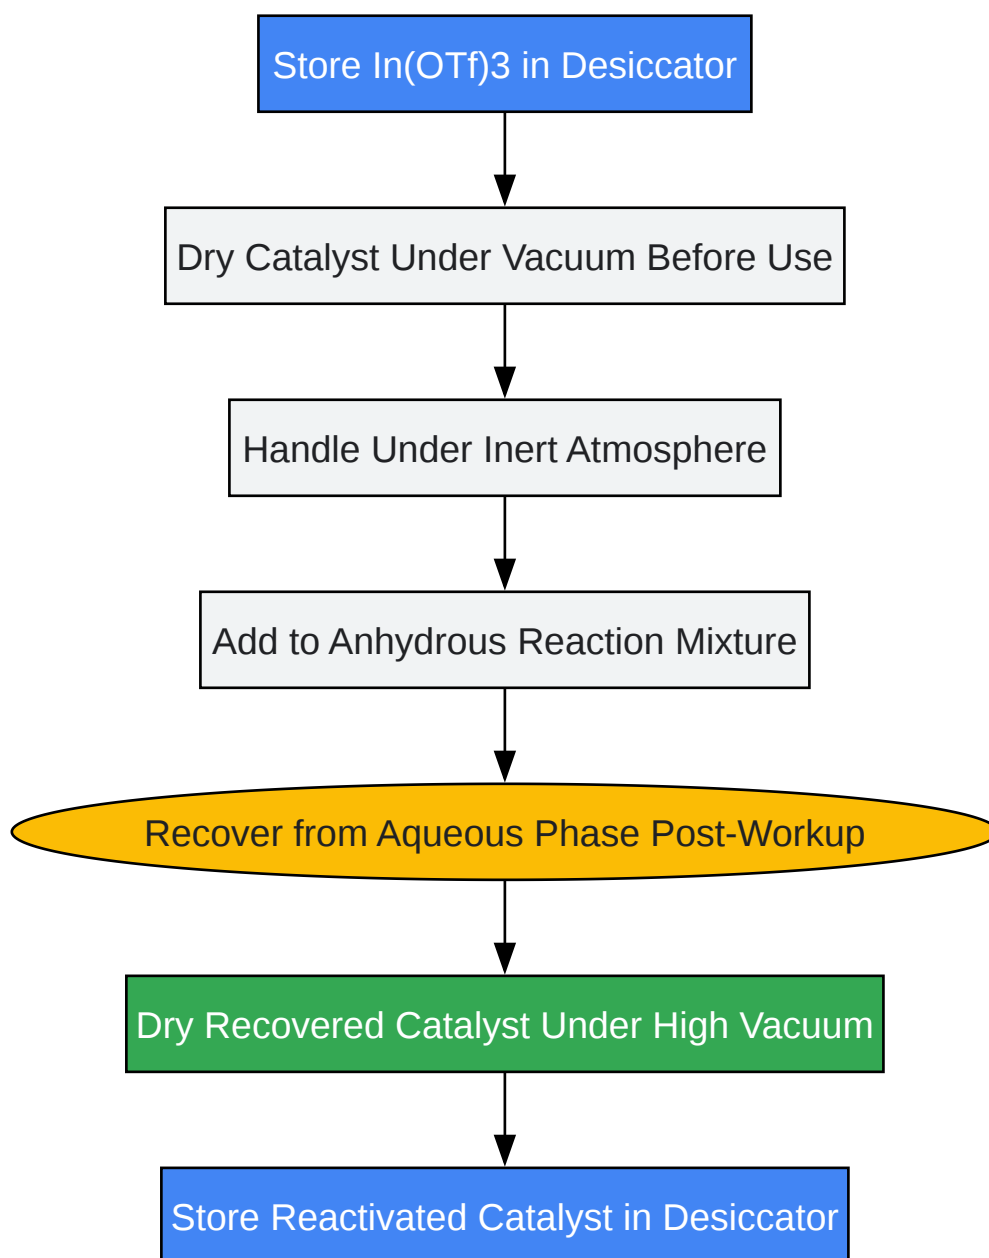 Store In(OTf)3 in Desiccator
Dry Catalyst Under Vacuum Before Use
Handle Under Inert Atmosphere
Add to Anhydrous Reaction Mixture
Recover from Aqueous Phase Post-Workup
Dry Recovered Catalyst Under High Vacuum
Store Reactivated Catalyst in Desiccator